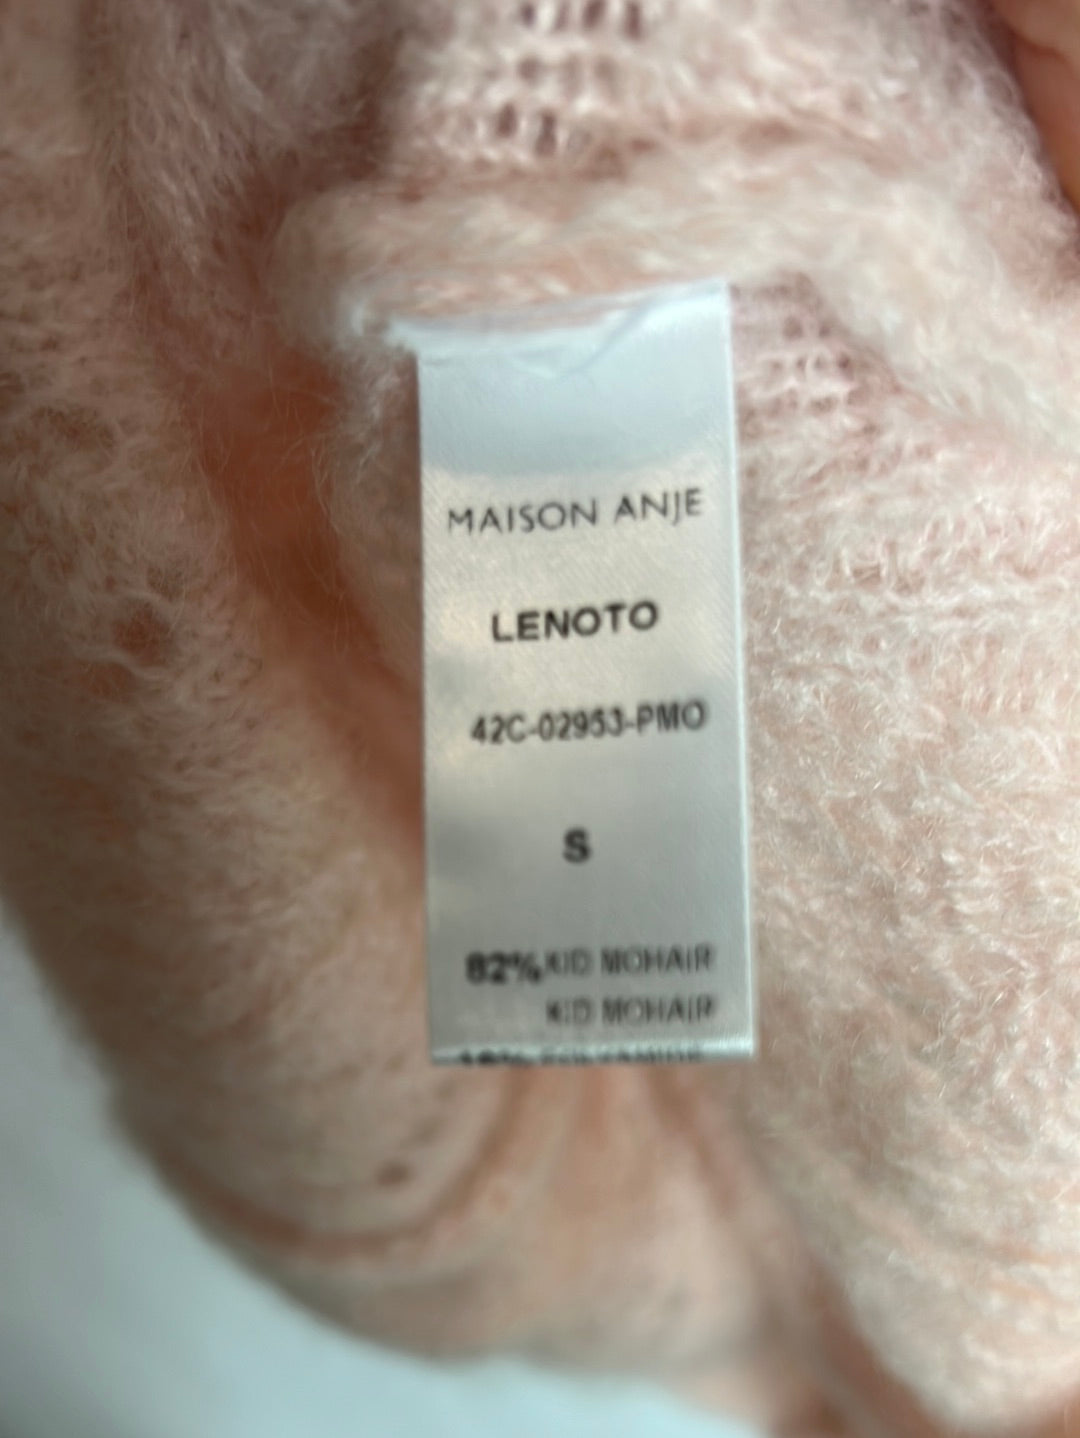 MAISON ANJE
LENOTO
42C-02953-PMO
S
82% KID MOHAIR
KID MOHAIR